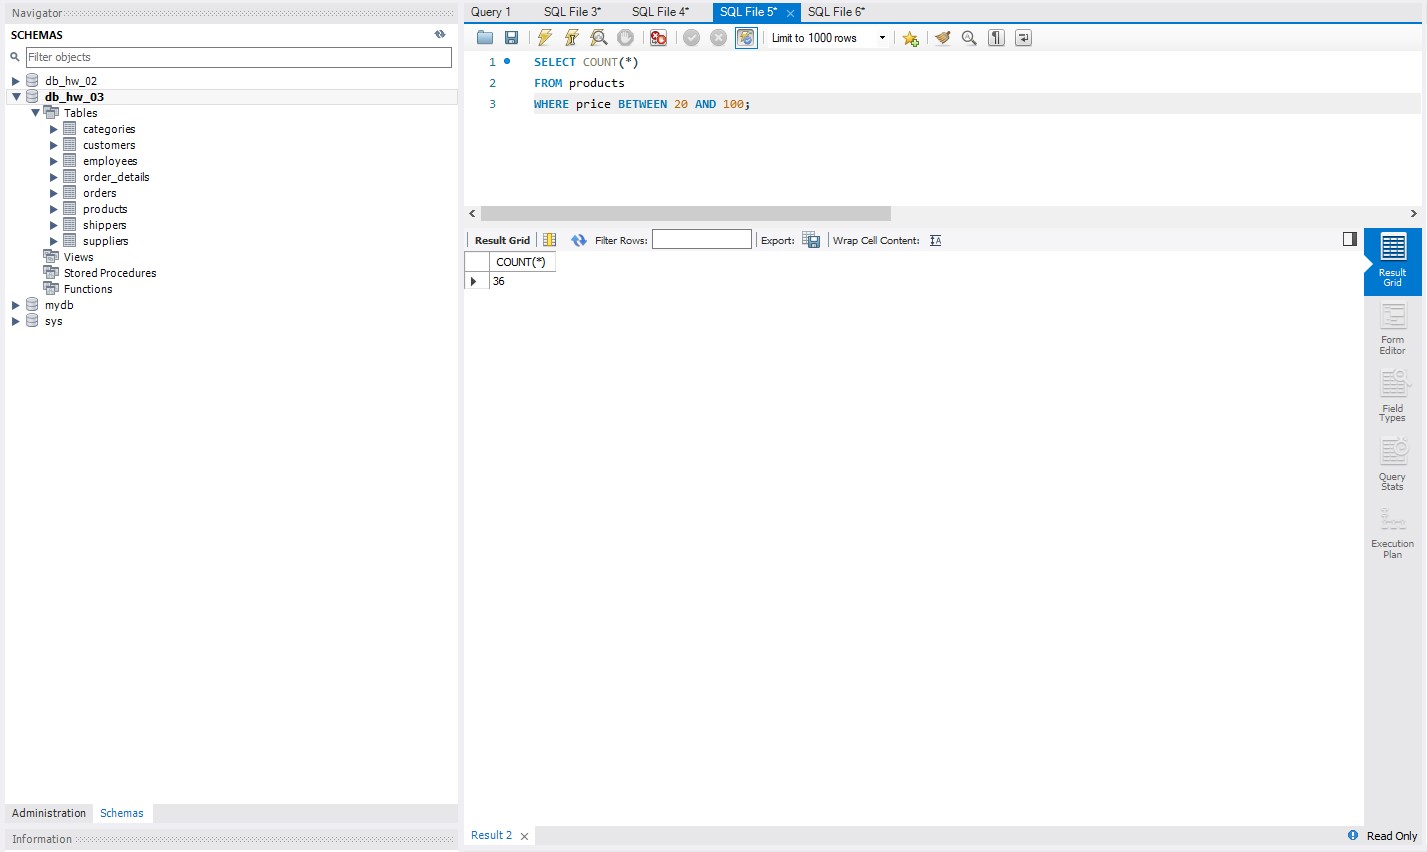 Navigator
SCHEMAS
Filter objects
db_hw_02
db_hw_03
Tables
categories
customers
employees
order_details
orders
products
shippers
suppliers
Views
Stored Procedures
Functions
mydb
sys
Administration Schemas
Information
Query 1 SQL File 3* SQL File 4* SQL File 5* SQL File 6*
Limit to 1000 rows
1 SELECT COUNT(*)
2 FROM products
3 WHERE price BETWEEN 20 AND 100;
Result Grid Filter Rows: Export: Wrap Cell Content:
COUNT(*)
36
Result
Grid
Form
Editor
Field
Types
Query
Stats
Execution
Plan
Result 2 Read Only